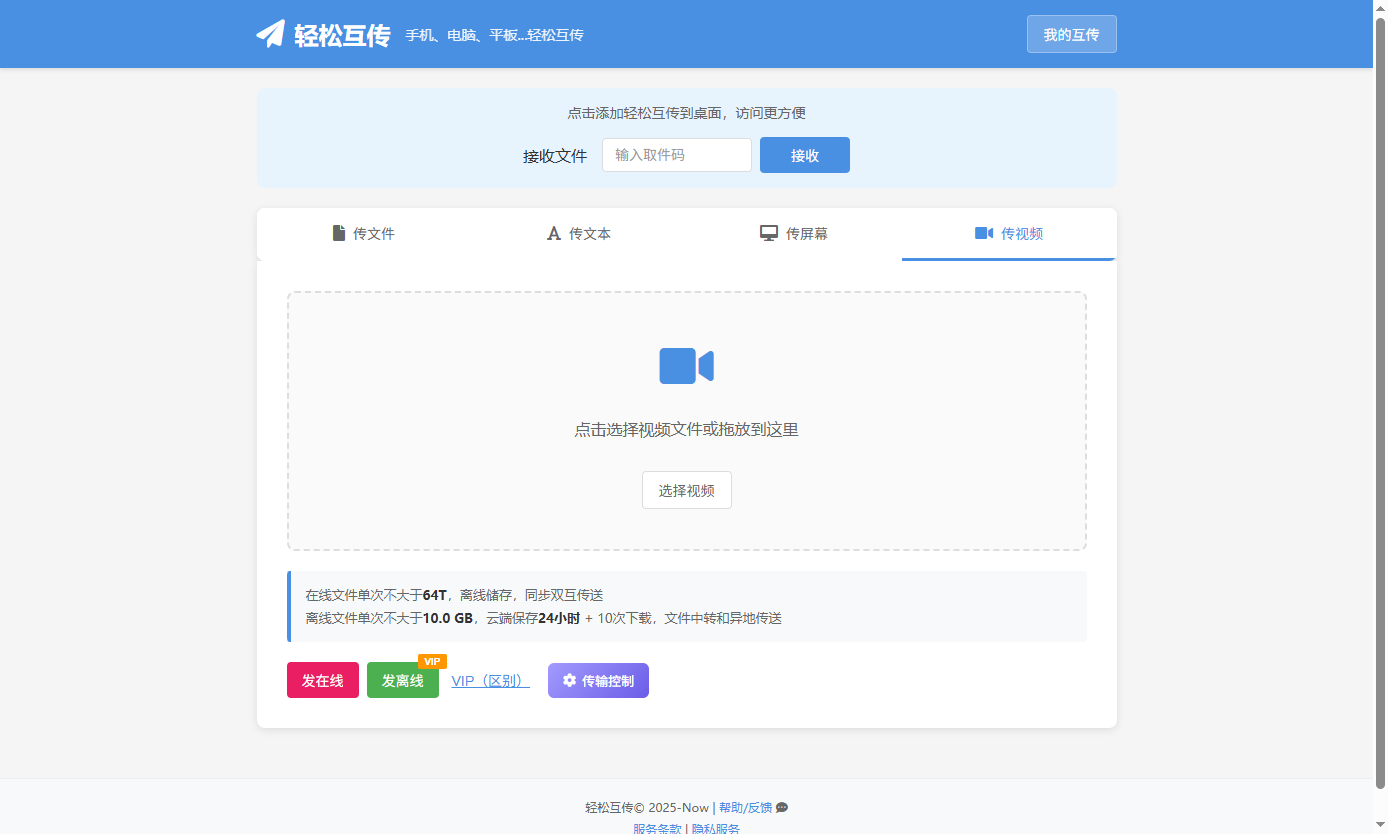 轻松互传 手机、电脑、平板...轻松互传 我的互传
点击添加轻松互传到桌面，访问更方便
接收文件 输入取件码 接收
传文件 传文本 传屏幕 传视频
点击选择视频文件或拖放到这里
选择视频
在线文件单次不大于64T，离线储存，同步双互传送
离线文件单次不大于10.0 GB，云端保存24小时 + 10次下载，文件中转和异地传送
发在线 发离线 VIP VIP（区别） 传输控制
轻松互传© 2025-Now | 帮助/反馈
服务条款 | 隐私服务